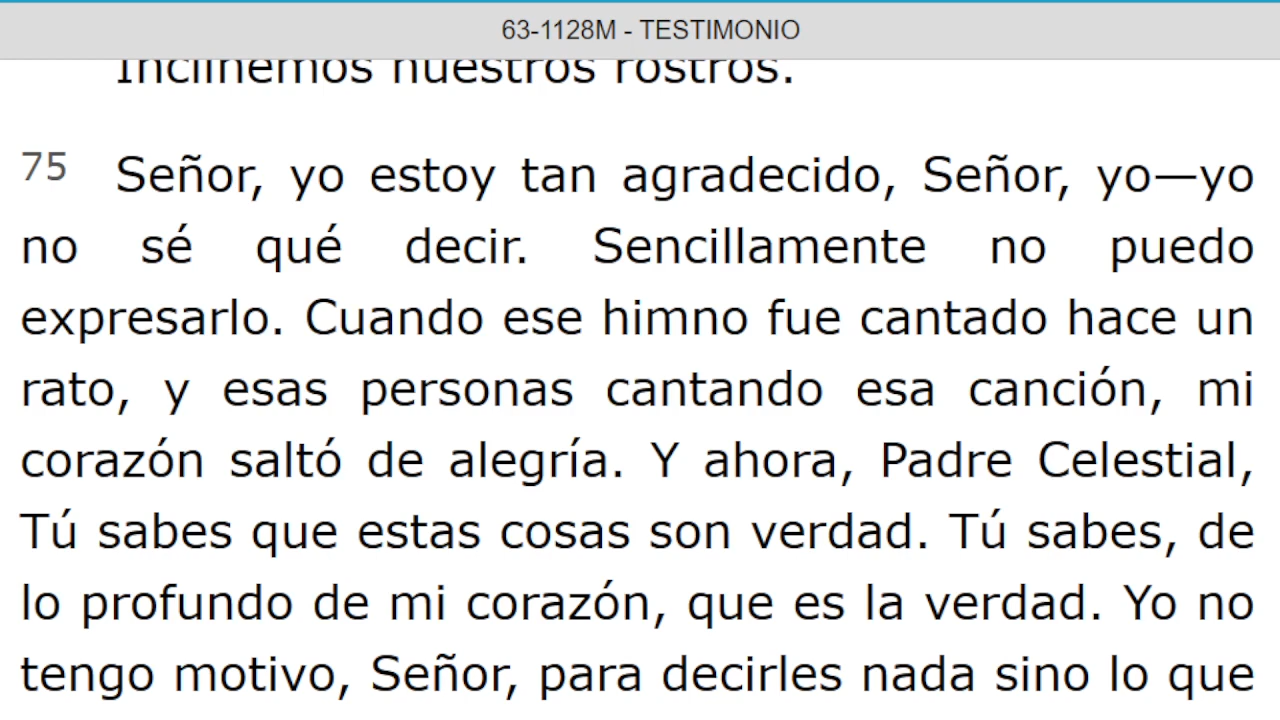 63-1128M - TESTIMONIO
Inclinemos nuestros rostros.
75 Señor, yo estoy tan agradecido, Señor, yo—yo
no sé qué decir. Sencillamente no puedo
expresarlo. Cuando ese himno fue cantado hace un
rato, y esas personas cantando esa canción, mi
corazón saltó de alegría. Y ahora, Padre Celestial,
Tú sabes que estas cosas son verdad. Tú sabes, de
lo profundo de mi corazón, que es la verdad. Yo no
tengo motivo, Señor, para decirles nada sino lo que